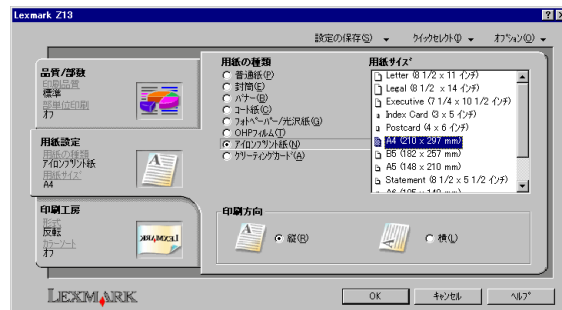 Lexmark Z13
設定の保存(S) クイックセレクト(I) オプション(O)
品質/部数
印刷品質
標準
部単位印刷
オフ
用紙設定
用紙の種類
アイロンプリント紙
用紙サイズ
A4
印刷工房
形式
反転
カラーソート
オフ
LEXMARK
用紙の種類
普通紙(P)
封筒(E)
バナー(B)
コート紙(C)
フォトペーパー/光沢紙(G)
OHPフィルム(T)
アイロンプリント紙(N)
グリーティングカード(A)
用紙サイズ
Letter (8 1/2 x 11 インチ)
Legal (8 1/2 x 14 インチ)
Executive (7 1/4 x 10 1/2 インチ)
Index Card (3 x 5 インチ)
Postcard (4 x 6 インチ)
A4 (210 x 297 mm)
B5 (182 x 257 mm)
A5 (148 x 210 mm)
Statement (8 1/2 x 5 1/2 インチ)
A6 (105 x 148 mm)
印刷方向
縦(R)
横(L)
LEXMARK
OK キャンセル ヘルプ